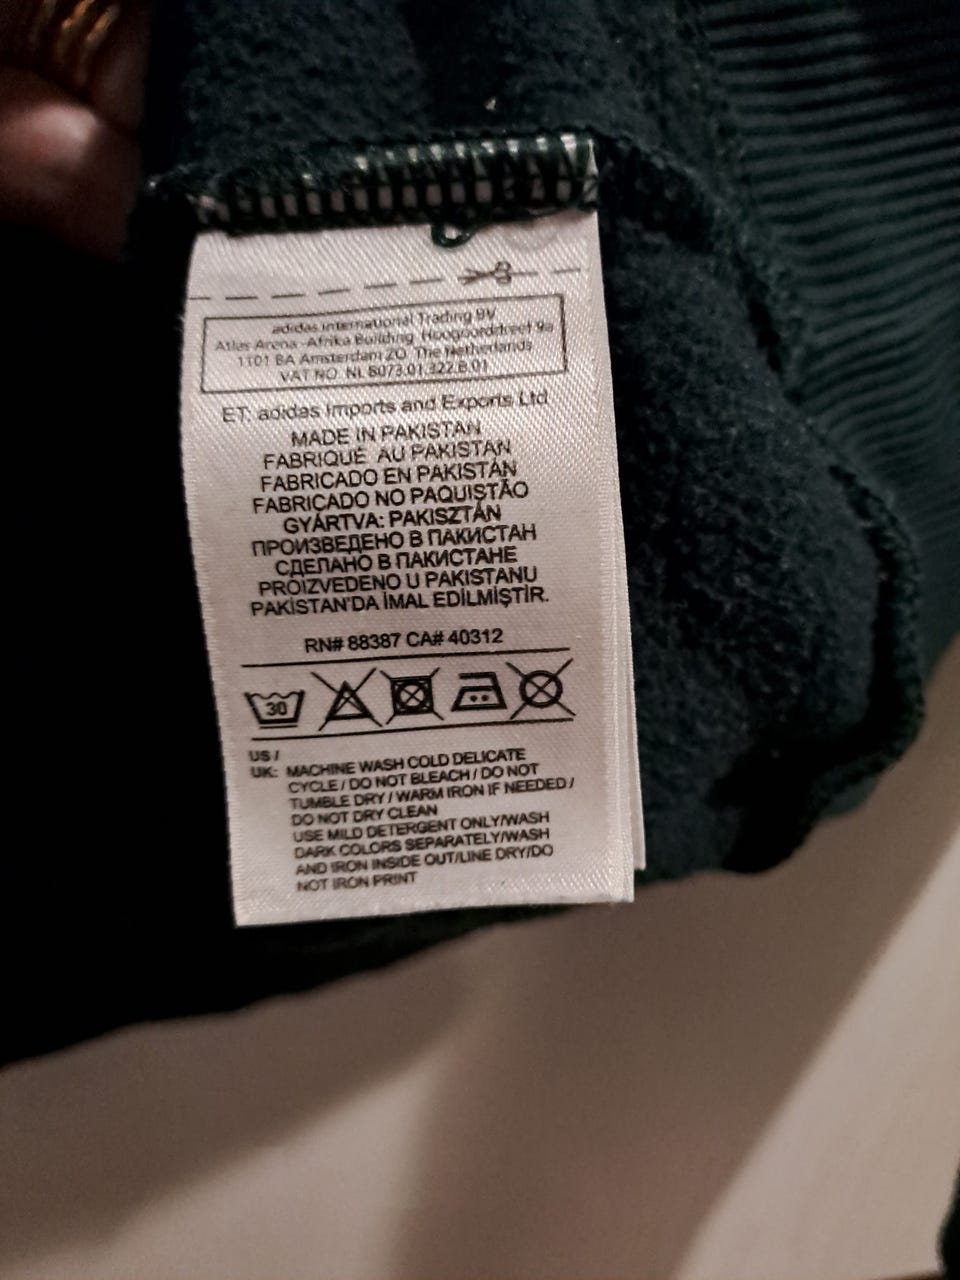 adidas International Trading BV
Atlas Arena -Afrika Building, Hoogoorddreef 9a
1101 BA Amsterdam ZO, The Netherlands
VAT NO. NL 8073.01.322.B.01
ET: adidas Imports and Exports Ltd
MADE IN PAKISTAN
FABRIQUÉ AU PAKISTAN
FABRICADO EN PAKISTÁN
FABRICADO NO PAQUISTÃO
GYÁRTVA: PAKISZTÁN
ПРОИЗВЕДЕНО В ПАКИСТАН
СДЕЛАНО В ПАКИСТАНЕ
PROIZVEDENO U PAKISTANU
PAKİSTAN'DA İMAL EDİLMİŞTİR.
RN# 88387 CA# 40312
30
US /
UK: MACHINE WASH COLD DELICATE
CYCLE / DO NOT BLEACH / DO NOT
TUMBLE DRY / WARM IRON IF NEEDED /
DO NOT DRY CLEAN
USE MILD DETERGENT ONLY/WASH
DARK COLORS SEPARATELY/WASH
AND IRON INSIDE OUT/LINE DRY/DO
NOT IRON PRINT